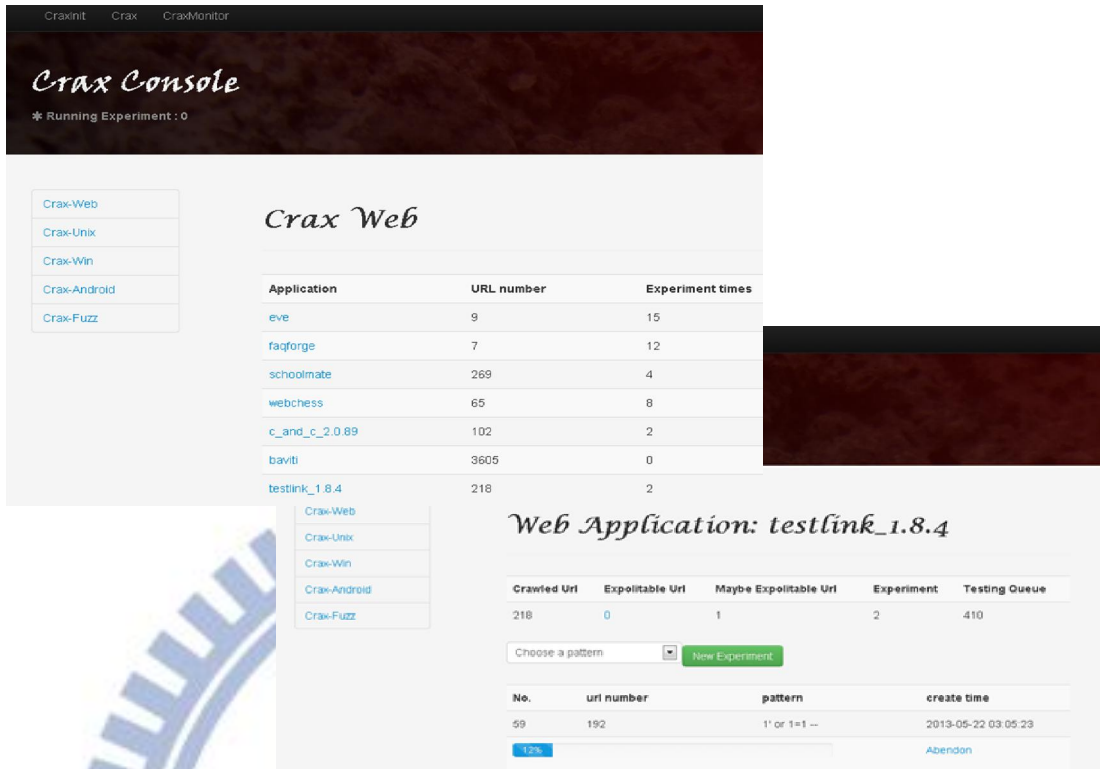 CraxInit Crax CraxMonitor
Crax Console
✱ Running Experiment : 0
Crax-Web
Crax-Unix
Crax-Win
Crax-Android
Crax-Fuzz
Crax Web
Application URL number Experiment times
eve 9 15
faqforge 7 12
schoolmate 269 4
webchess 65 8
c_and_c_2.0.89 102 2
baviti 3605 0
testlink_1.8.4 218 2
Crax-Web
Crax-Unix
Crax-Win
Crax-Android
Crax-Fuzz
Web Application: testlink_1.8.4
Crawled Url Expolitable Url Maybe Expolitable Url Experiment Testing Queue
218 0 1 2 410
Choose a pattern New Experiment
No. url number pattern create time
59 192 1' or 1=1 -- 2013-05-22 03:05:23
12% Abendon